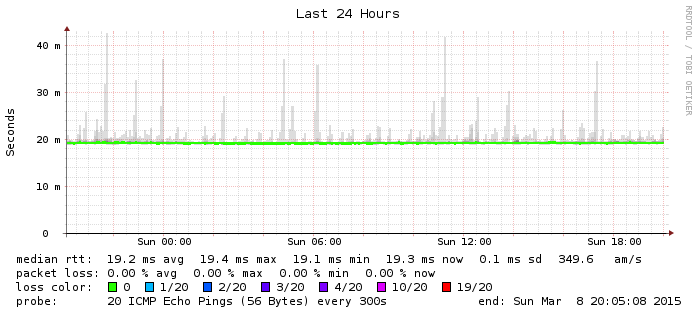 Last 24 Hours
RRDTOOL / TOBI OETIKER
Seconds
40 m
30 m
20 m
10 m
0
Sun 00:00 Sun 06:00 Sun 12:00 Sun 18:00
median rtt: 19.2 ms avg 19.4 ms max 19.1 ms min 19.3 ms now 0.1 ms sd 349.6 am/s
packet loss: 0.00 % avg 0.00 % max 0.00 % min 0.00 % now
loss color: 0 1/20 2/20 3/20 4/20 10/20 19/20
probe: 20 ICMP Echo Pings (56 Bytes) every 300s end: Sun Mar 8 20:05:08 2015